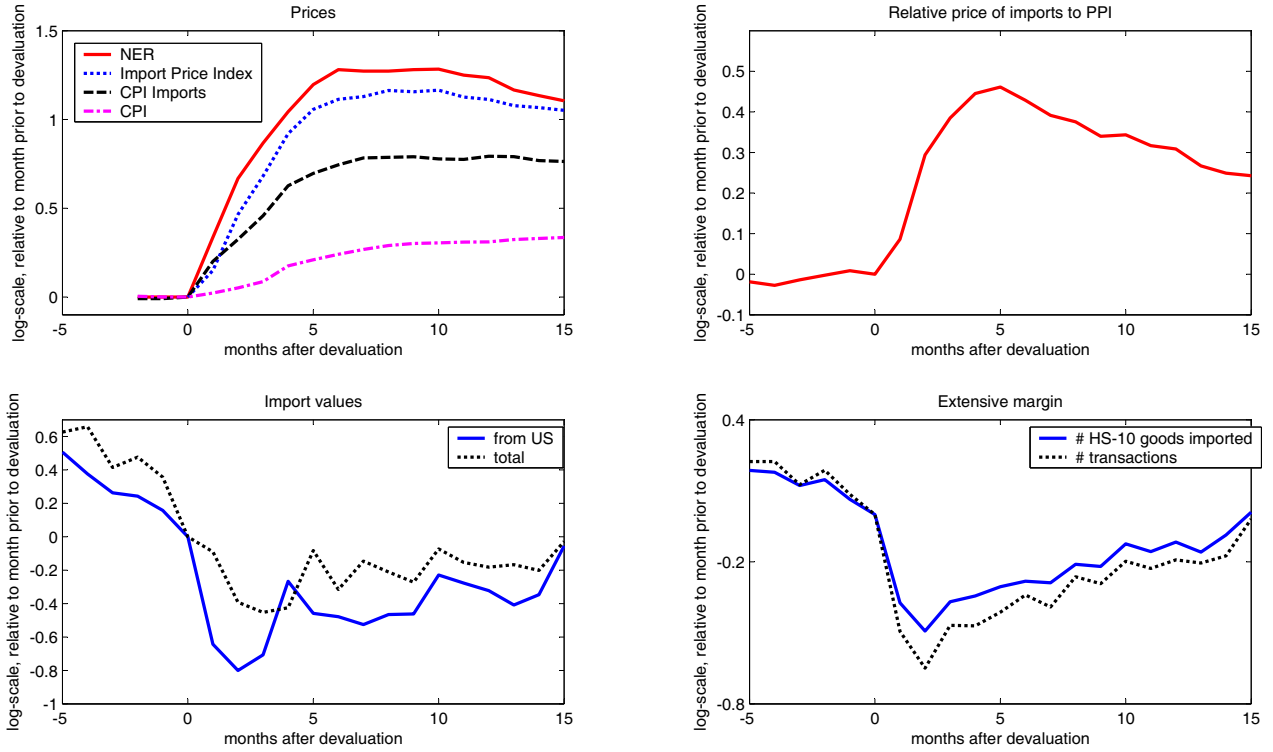 Prices
1.5
1
0.5
0
-5
0
5
10
15
NER
Import Price Index
CPI Imports
CPI
log-scale, relative to month prior to devaluation
months after devaluation
Relative price of imports to PPI
0.5
0.4
0.3
0.2
0.1
0
-0.1
-5
0
5
10
15
log-scale, relative to month prior to devaluation
months after devaluation
Import values
0.6
0.4
0.2
0
-0.2
-0.4
-0.6
-0.8
-1
-5
0
5
10
15
from US
total
log-scale, relative to month prior to devaluation
months after devaluation
Extensive margin
0.4
-0.2
-0.8
-5
0
5
10
15
# HS-10 goods imported
# transactions
log-scale, relative to month prior to devaluation
months after devaluation